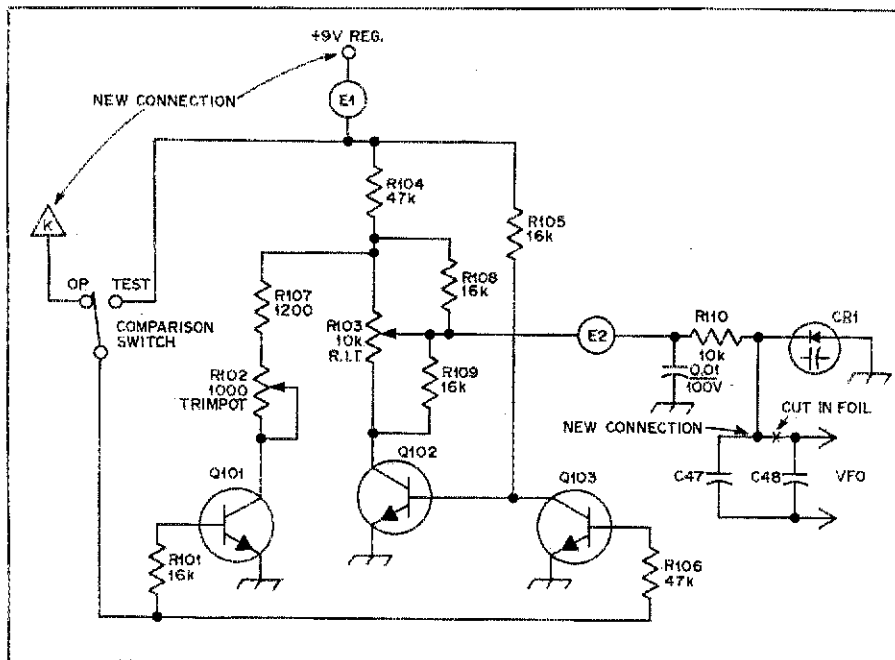 +9V REG.
NEW CONNECTION
E1
K
R104
47k
R105
16k
OP
TEST
R107
1200
R108
16k
COMPARISON
SWITCH
R103
10k
R.I.T
E2
R110
10k
CR1
R102
1000
TRIMPOT
R109
16k
0.01
100V
CUT IN FOIL
NEW CONNECTION
Q101
Q102
Q103
C47
C48
VFO
R101
16k
R106
47k